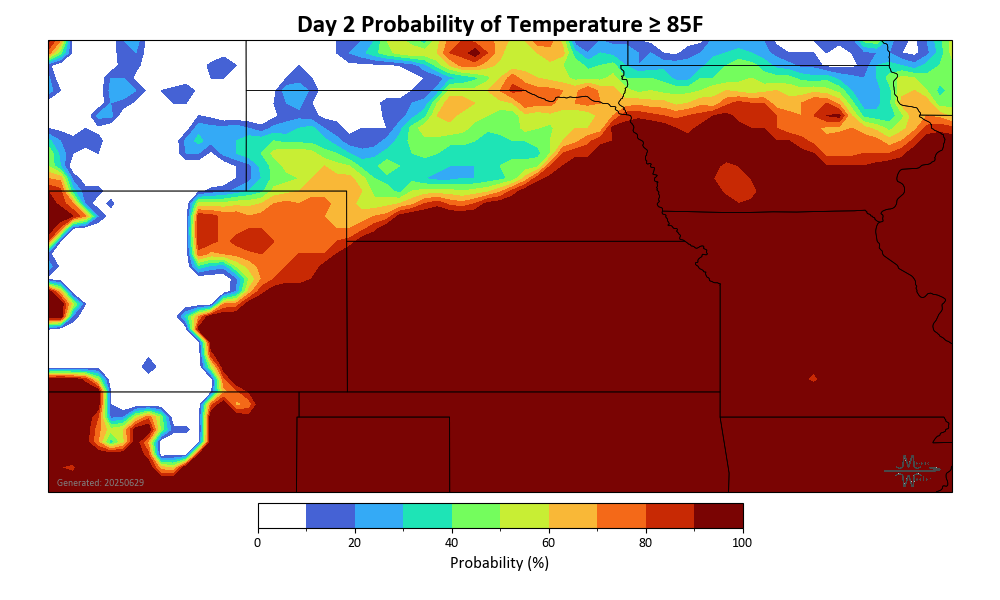 Day 2 Probability of Temperature ≥ 85F
Generated: 20250629
0 20 40 60 80 100
Probability (%)